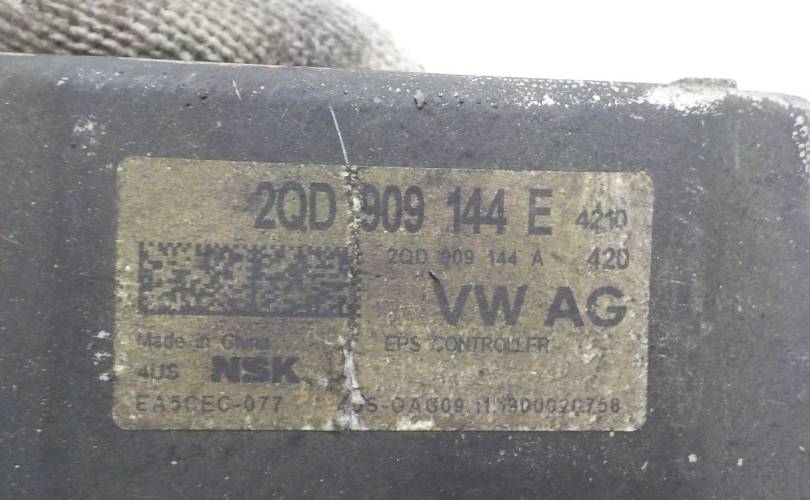 2QD 909 144 E 4210
2QD 909 144 A 420
VW AG
Made in China
EPS CONTROLLER
4US NSK
EA5CEC-077